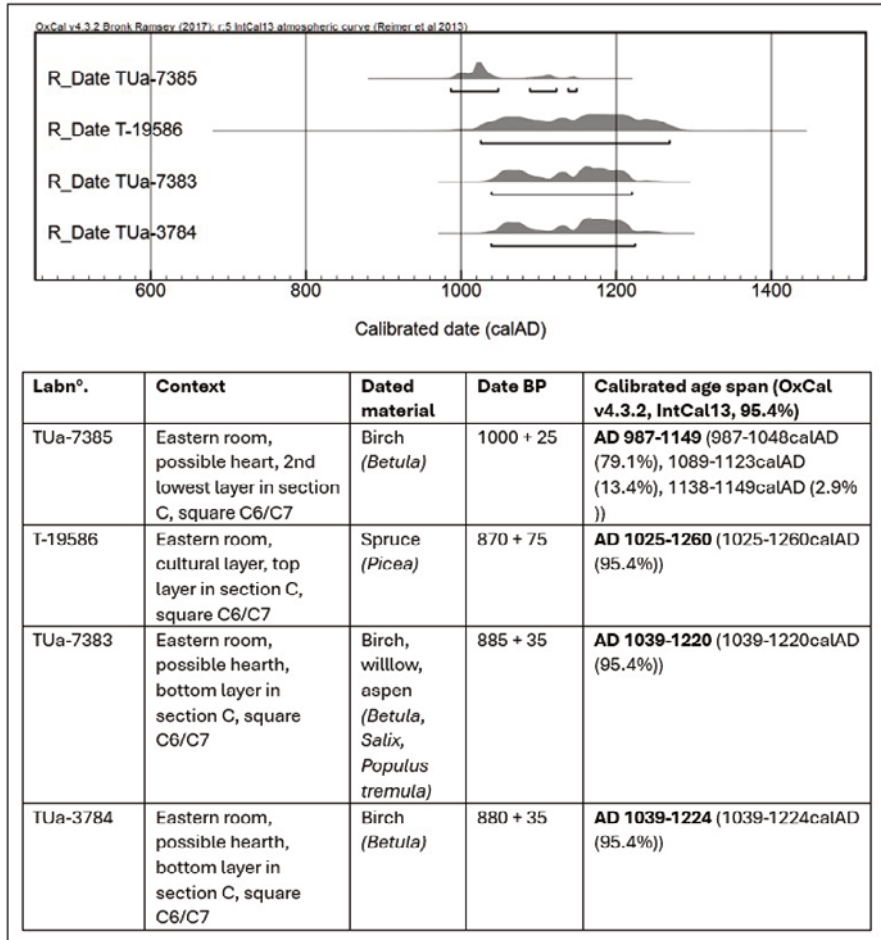 OxCal v4.3.2 Bronk Ramsey (2017); r:5 IntCal13 atmospheric curve (Reimer et al 2013)
R_Date TUa-7385
R_Date T-19586
R_Date TUa-7383
R_Date TUa-3784
600 800 1000 1200 1400
Calibrated date (calAD)
Labn°. Context Dated Date BP Calibrated age span (OxCal
material v4.3.2, IntCal13, 95.4%)
TUa-7385 Eastern room, Birch 1000 + 25 AD 987-1149 (987-1048calAD
possible heart, 2nd (Betula) (79.1%), 1089-1123calAD
lowest layer in section (13.4%), 1138-1149calAD (2.9%
C, square C6/C7 ))
T-19586 Eastern room, Spruce 870 + 75 AD 1025-1260 (1025-1260calAD
cultural layer, top (Picea) (95.4%))
layer in section C,
square C6/C7
TUa-7383 Eastern room, Birch, 885 + 35 AD 1039-1220 (1039-1220calAD
possible hearth, willlow, (95.4%))
bottom layer in aspen
section C, square (Betula,
C6/C7 Salix,
Populus
tremula)
TUa-3784 Eastern room, Birch 880 + 35 AD 1039-1224 (1039-1224calAD
possible hearth, (Betula) (95.4%))
bottom layer in
section C, square
C6/C7